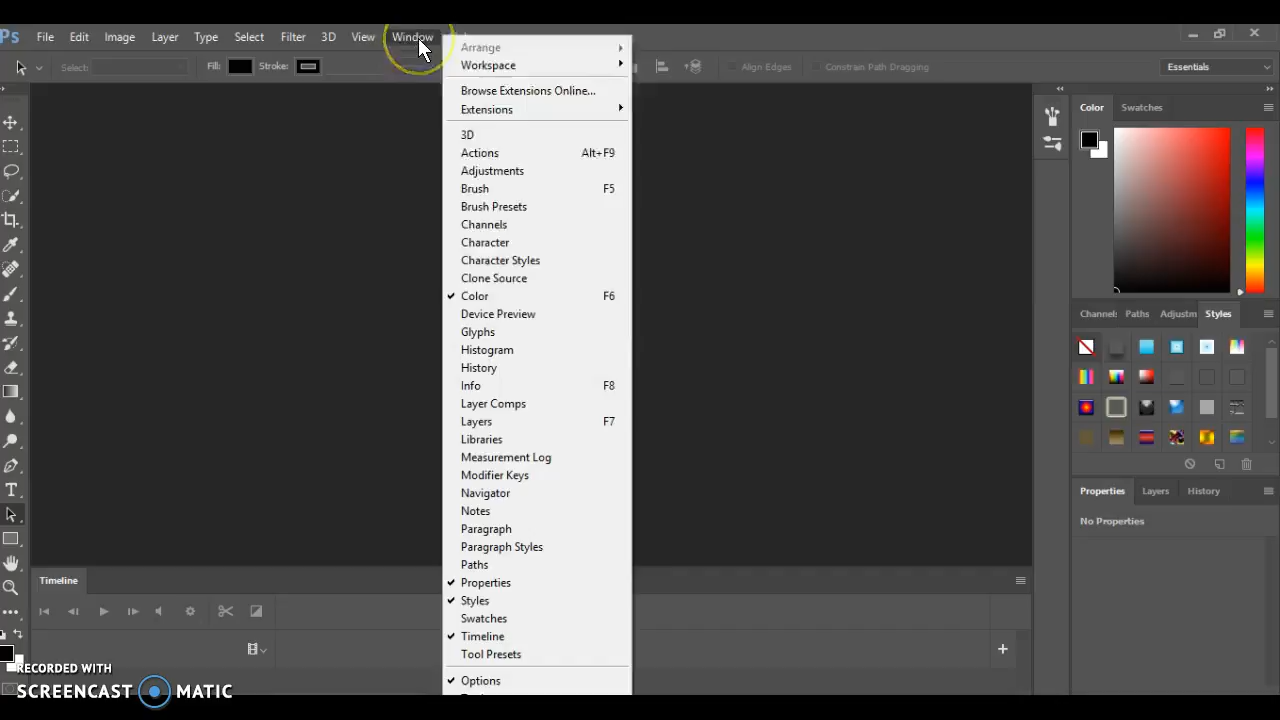 Ps File Edit Image Layer Type Select Filter 3D View Window
Select: Fill: Stroke: Align Edges Constrain Path Dragging Essentials
Arrange
Workspace
Browse Extensions Online...
Extensions
3D
Actions Alt+F9
Adjustments
Brush F5
Brush Presets
Channels
Character
Character Styles
Clone Source
Color F6
Device Preview
Glyphs
Histogram
History
Info F8
Layer Comps
Layers F7
Libraries
Measurement Log
Modifier Keys
Navigator
Notes
Paragraph
Paragraph Styles
Paths
Properties
Styles
Swatches
Timeline
Tool Presets
Options
Color Swatches
Channel Paths Adjustm Styles
Properties Layers History
No Properties
Timeline
RECORDED WITH
SCREENCAST MATIC